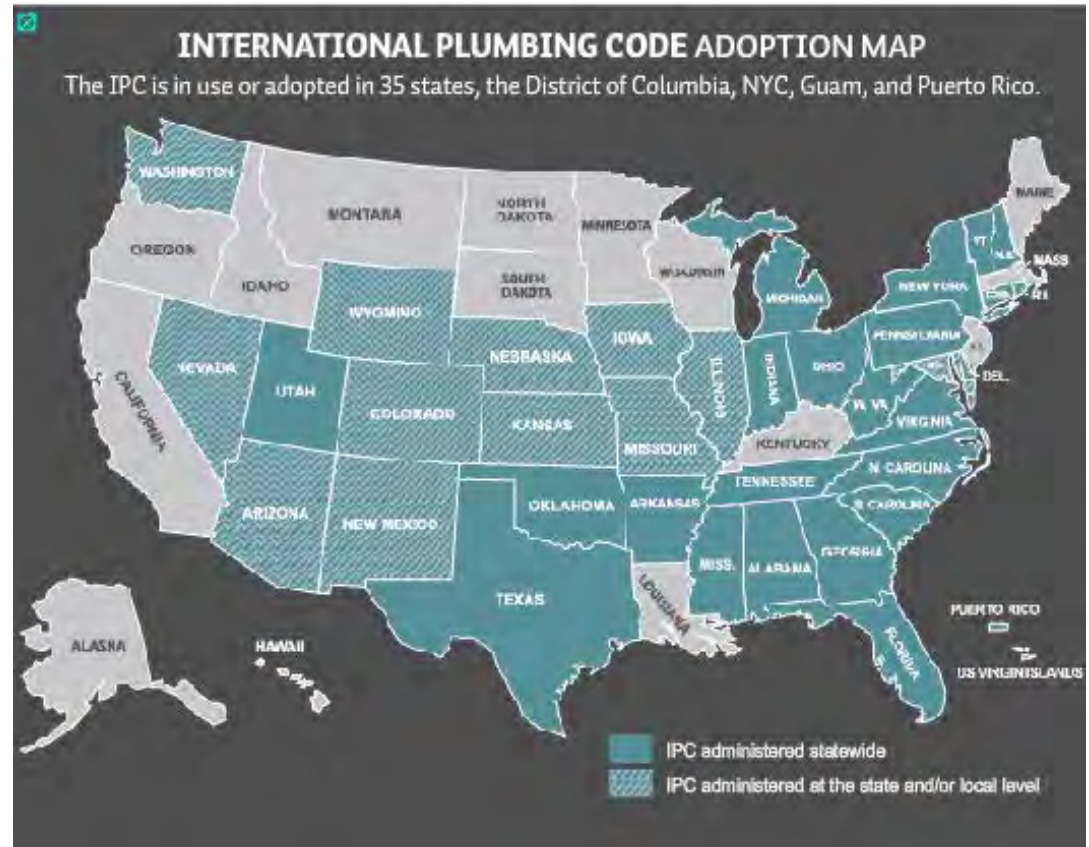 INTERNATIONAL PLUMBING CODE ADOPTION MAP
The IPC is in use or adopted in 35 states, the District of Columbia, NYC, Guam, and Puerto Rico.
WASHINGTON
MONTANA
NORTH
DAKOTA
MINNESOTA
MAINE
OREGON
IDAHO
SOUTH
DAKOTA
WISCONSIN
VT
MASS
NEW YORK
R.I.
MICHIGAN
WYOMING
IOWA
NEBRASKA
PENNSYLVANIA
NEVADA
UTAH
COLORADO
ILLINOIS
INDIANA
OHIO
DEL.
CALIFORNIA
KANSAS
MISSOURI
W. VA
VIRGINIA
KENTUCKY
N. CAROLINA
TENNESSEE
ARIZONA
NEW MEXICO
OKLAHOMA
ARKANSAS
S. CAROLINA
MISS.
ALABAMA
GEORGIA
TEXAS
LOUISIANA
FLORIDA
PUERTO RICO
ALASKA
HAWAII
US VIRGIN ISLANDS
IPC administered statewide
IPC administered at the state and/or local level